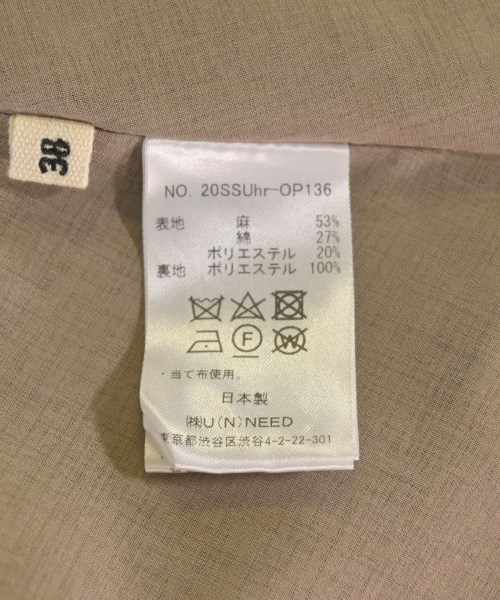 38
NO. 20SSUhr-OP136
表地 麻 53%
綿 27%
ポリエステル 20%
裏地 ポリエステル 100%
F W
・当て布使用。
日本製
㈱U(N)NEED
東京都渋谷区渋谷4-2-22-301